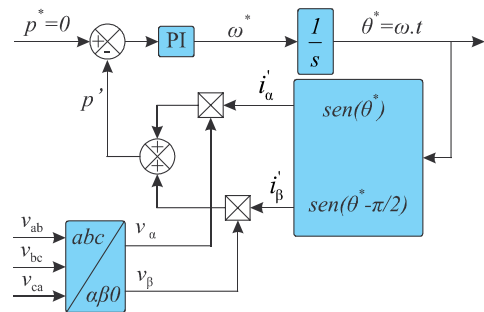 p*=0
+
-
PI
ω*
1
s
θ*=ω.t
p'
i'α
sen(θ*)
+
+
i'β
sen(θ*-π/2)
vab
vbc
vca
abc
αβ0
vα
vβ